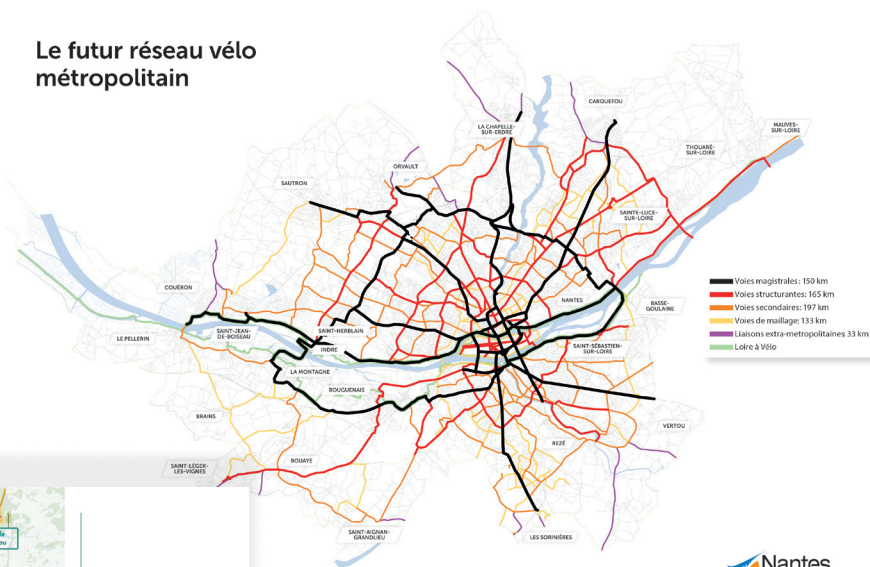 Le futur réseau vélo
métropolitain
CARQUEFOU
LA CHAPELLE-
SUR-ERDRE
MAUVES-
SUR-LOIRE
THOUARÉ-
SUR-LOIRE
ORVAULT
SAUTRON
SAINTE-LUCE-
SUR-LOIRE
COUËRON
NANTES
BASSE-
GOULAINE
Voies magistrales : 150 km
Voies structurantes: 165 km
Voies secondaires: 197 km
Voies de maillage: 133 km
Liaisons extra-metropolitaines 33 km
Loire à Vélo
LE PELLERIN
SAINT-JEAN-
DE-BOISEAU
SAINT-HERBLAIN
INDRE
SAINT-SÉBASTIEN-
SUR-LOIRE
LA MONTAGNE
BOUGUENAIS
BRAINS
VERTOU
REZÉ
BOUAYE
SAINT-LÉGER-
LES-VIGNES
SAINT-AIGNAN-
GRANDLIEU
LES SORINIÈRES
Nantes